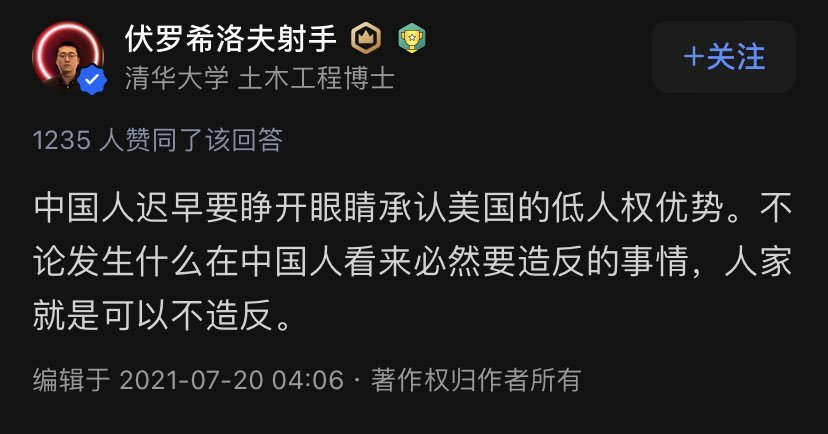 伏罗希洛夫射手
+关注
清华大学 土木工程博士
1235 人赞同了该回答
中国人迟早要睁开眼睛承认美国的低人权优势。不
论发生什么在中国人看来必然要造反的事情，人家
就是可以不造反。
编辑于 2021-07-20 04:06 · 著作权归作者所有